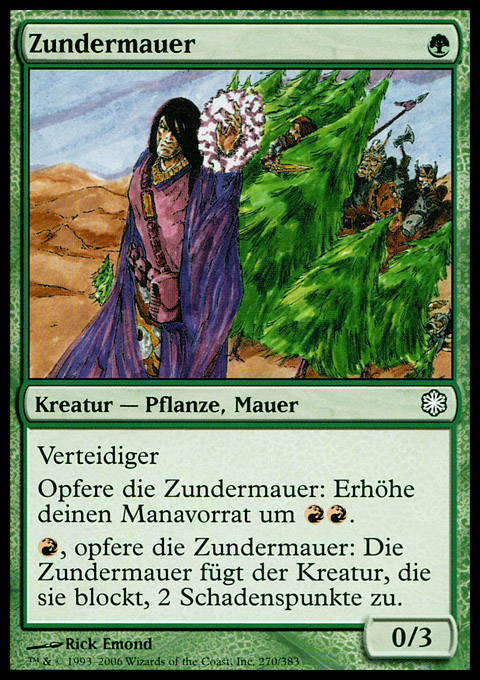 Zundermauer
Kreatur — Pflanze, Mauer
Verteidiger
Opfere die Zundermauer: Erhöhe
deinen Manavorrat um .
, opfere die Zundermauer: Die
Zundermauer fügt der Kreatur, die
sie blockt, 2 Schadenspunkte zu.
Rick Emond
0/3
™ & © 1993–2006 Wizards of the Coast, Inc. 270/383